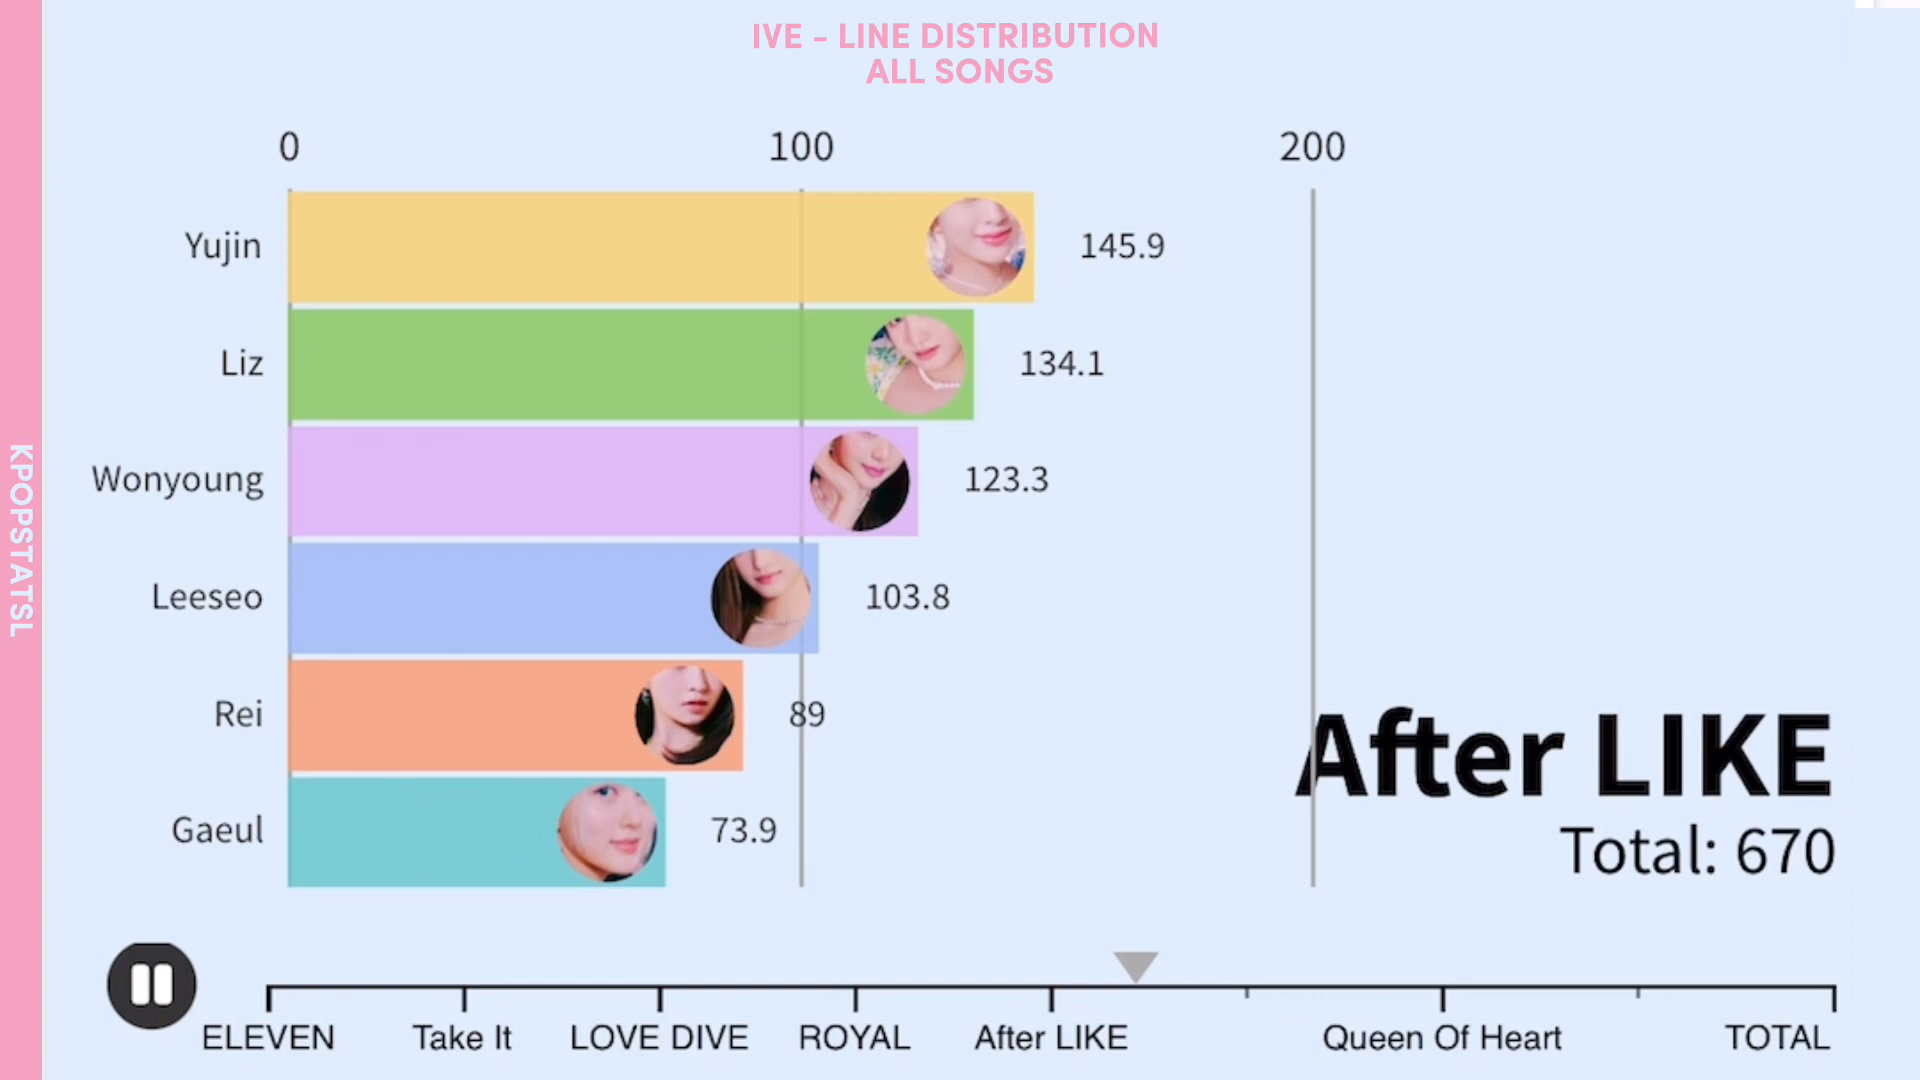 IVE - LINE DISTRIBUTION
ALL SONGS
KPOPSTATSL
0 100 200
Yujin 145.9
Liz 134.1
Wonyoung 123.3
Leeseo 103.8
Rei 89
Gaeul 73.9
After LIKE
Total: 670
ELEVEN Take It LOVE DIVE ROYAL After LIKE Queen Of Heart TOTAL